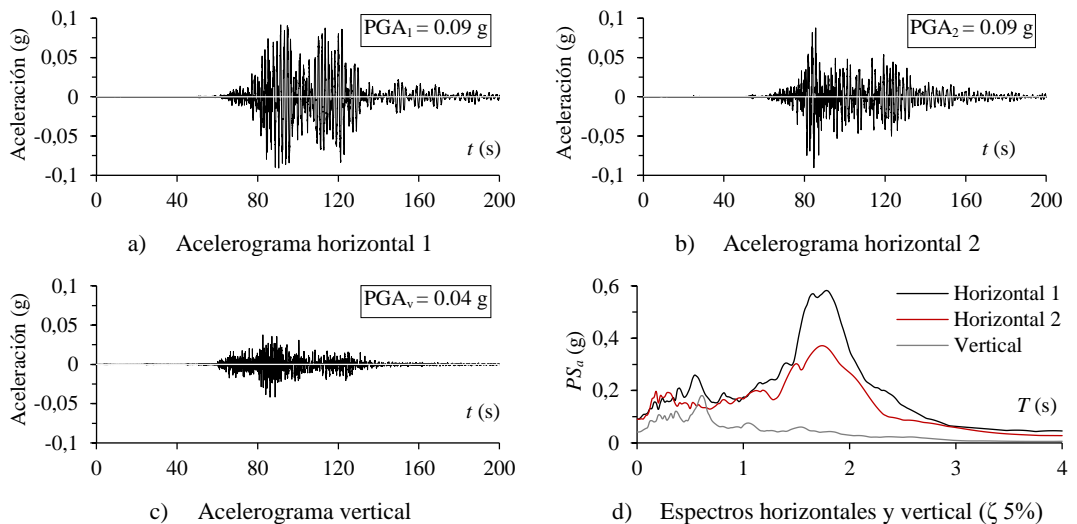 Aceleración (g)
0,1
0,05
0
-0,05
-0,1
PGA1 = 0.09 g
t (s)
0 40 80 120 160 200
a) Acelerograma horizontal 1
Aceleración (g)
0,1
0,05
0
-0,05
-0,1
PGA2 = 0.09 g
t (s)
0 40 80 120 160 200
b) Acelerograma horizontal 2
Aceleración (g)
0,1
0,05
0
-0,05
-0,1
PGAv = 0.04 g
t (s)
0 40 80 120 160 200
c) Acelerograma vertical
PSa (g)
0,6
0,4
0,2
0
Horizontal 1
Horizontal 2
Vertical
T (s)
0 1 2 3 4
d) Espectros horizontales y vertical (ζ 5%)